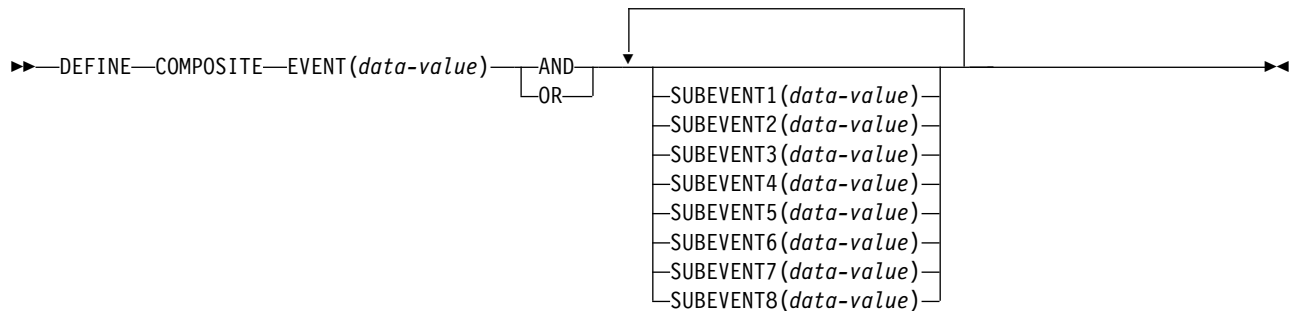 DEFINE COMPOSITE EVENT(data-value) AND
OR
SUBEVENT1(data-value)
SUBEVENT2(data-value)
SUBEVENT3(data-value)
SUBEVENT4(data-value)
SUBEVENT5(data-value)
SUBEVENT6(data-value)
SUBEVENT7(data-value)
SUBEVENT8(data-value)